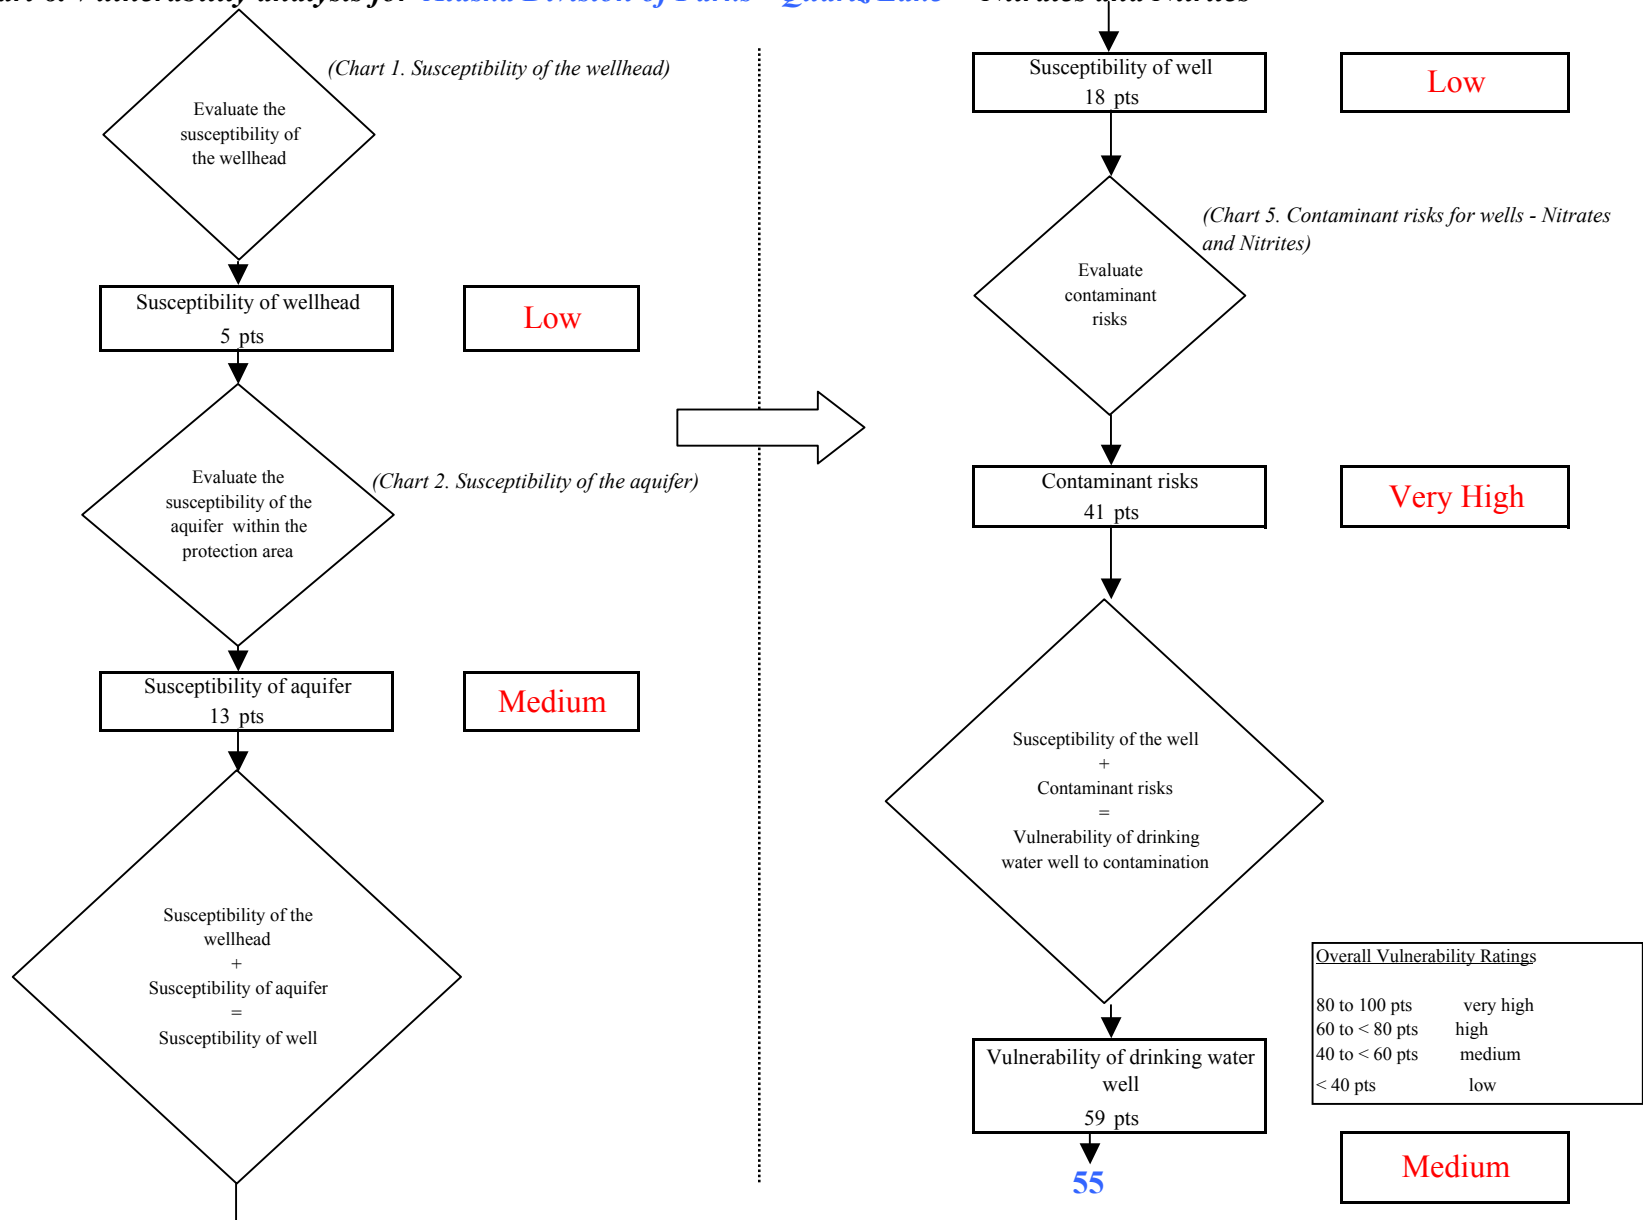 Evaluate the
susceptibility of
the wellhead
(Chart 1. Susceptibility of the wellhead)
Susceptibility of wellhead
5 pts
Low
Evaluate the
susceptibility of the
aquifer within the
protection area
(Chart 2. Susceptibility of the aquifer)
Susceptibility of aquifer
13 pts
Medium
Susceptibility of the
wellhead
+
Susceptibility of aquifer
=
Susceptibility of well
Susceptibility of well
18 pts
Low
Evaluate
contaminant
risks
(Chart 5. Contaminant risks for wells - Nitrates
and Nitrites)
Contaminant risks
41 pts
Very High
Susceptibility of the well
+
Contaminant risks
=
Vulnerability of drinking
water well to contamination
Overall Vulnerability Ratings
80 to 100 pts very high
60 to < 80 pts high
40 to < 60 pts medium
< 40 pts low
Vulnerability of drinking water
well
59 pts
55
Medium